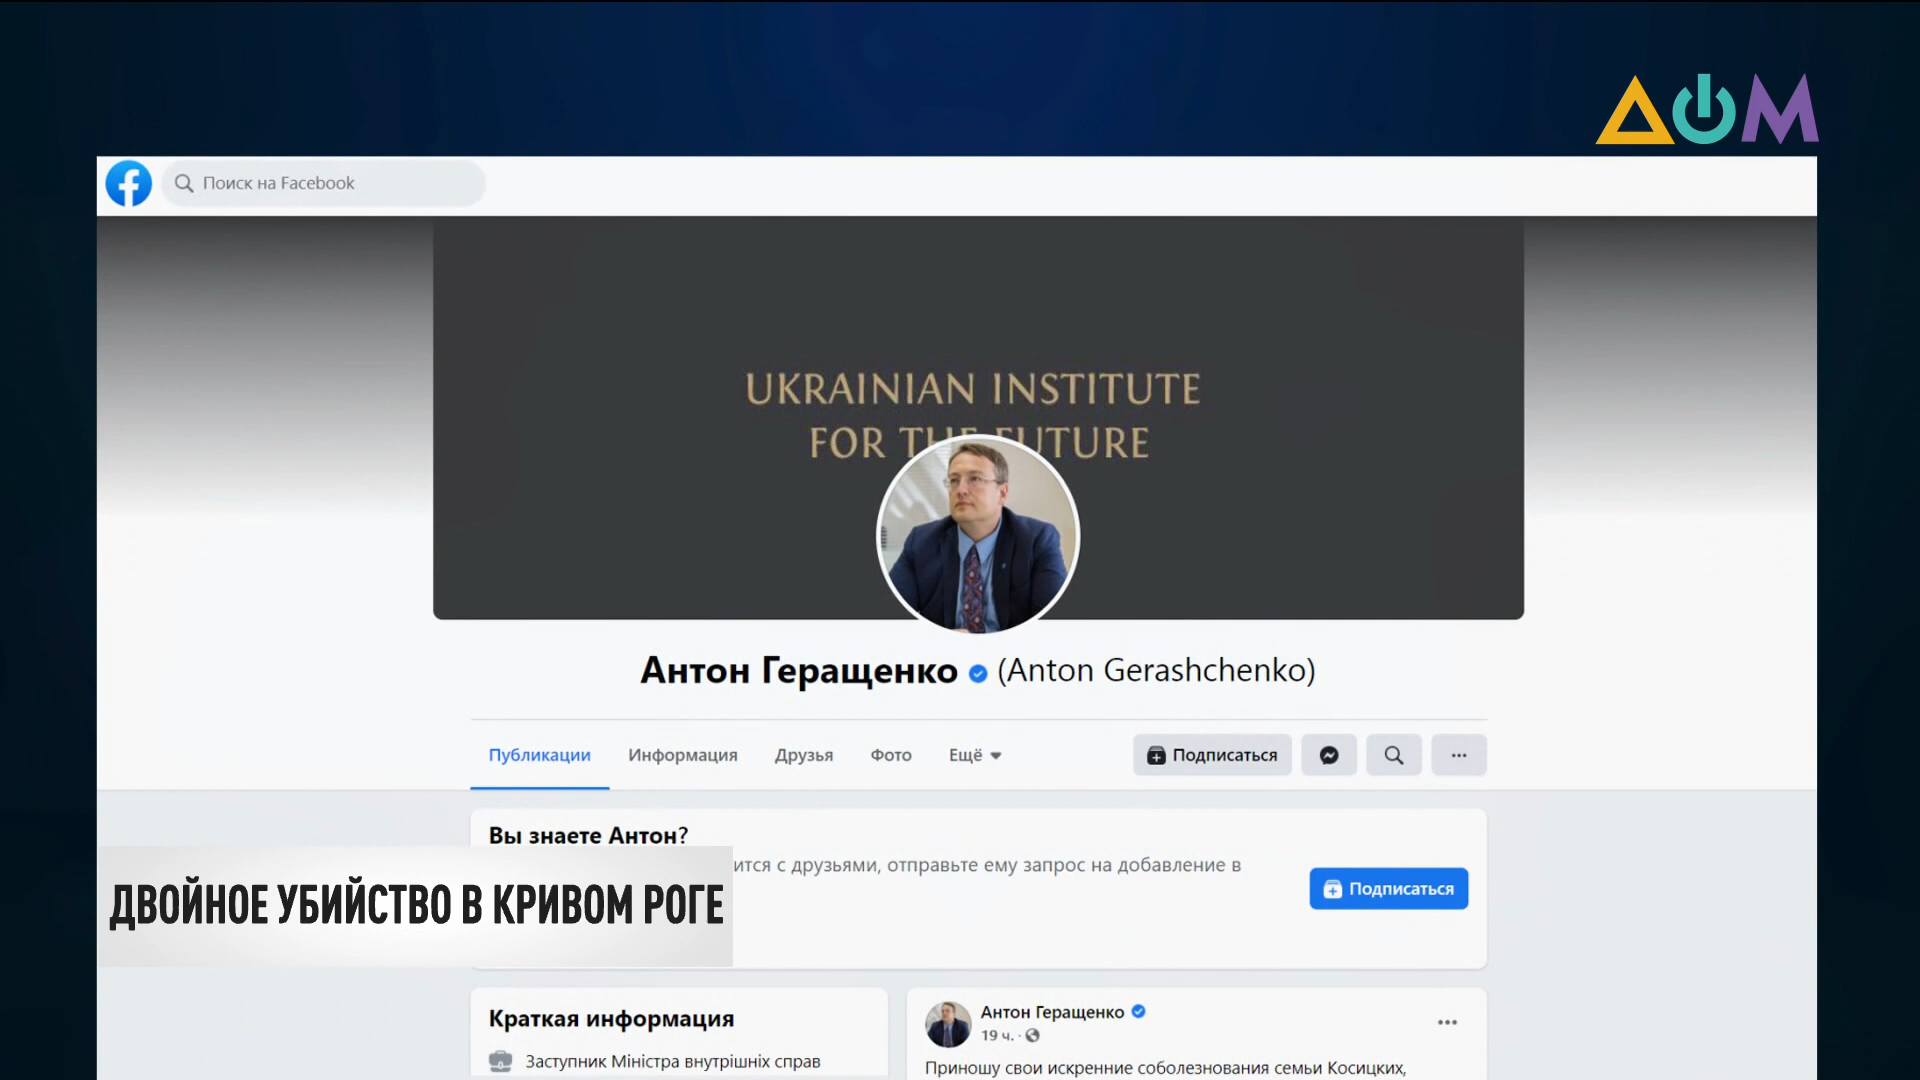 ДОМ
Поиск на Facebook
UKRAINIAN INSTITUTE
FOR THE FUTURE
Антон Геращенко (Anton Gerashchenko)
Публикации Информация Друзья Фото Ещё Подписаться
Вы знаете Антон?
ится с друзьями, отправьте ему запрос на добавление в
Подписаться
ДВОЙНОЕ УБИЙСТВО В КРИВОМ РОГЕ
Краткая информация
Заступник Міністра внутрішніх справ
Антон Геращенко
19 ч.
Приношу свои искренние соболезнования семьи Косицких,